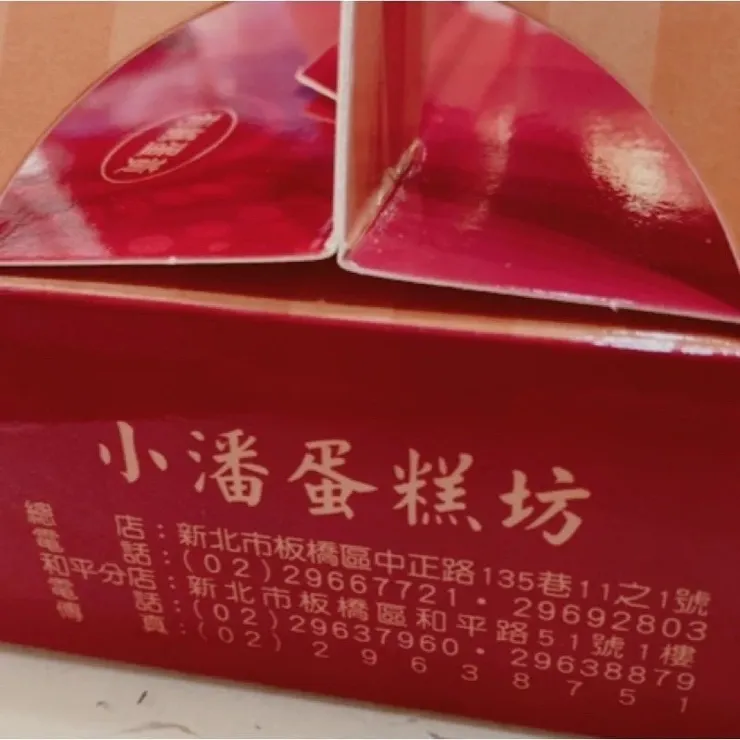 小潘蛋糕坊
總店：新北市板橋區中正路135巷11之1號
電話：(02)29667721．29692803
和平分店：新北市板橋區和平路51號1樓
電話：(02)29637960．29638879
傳真：(02)29638751